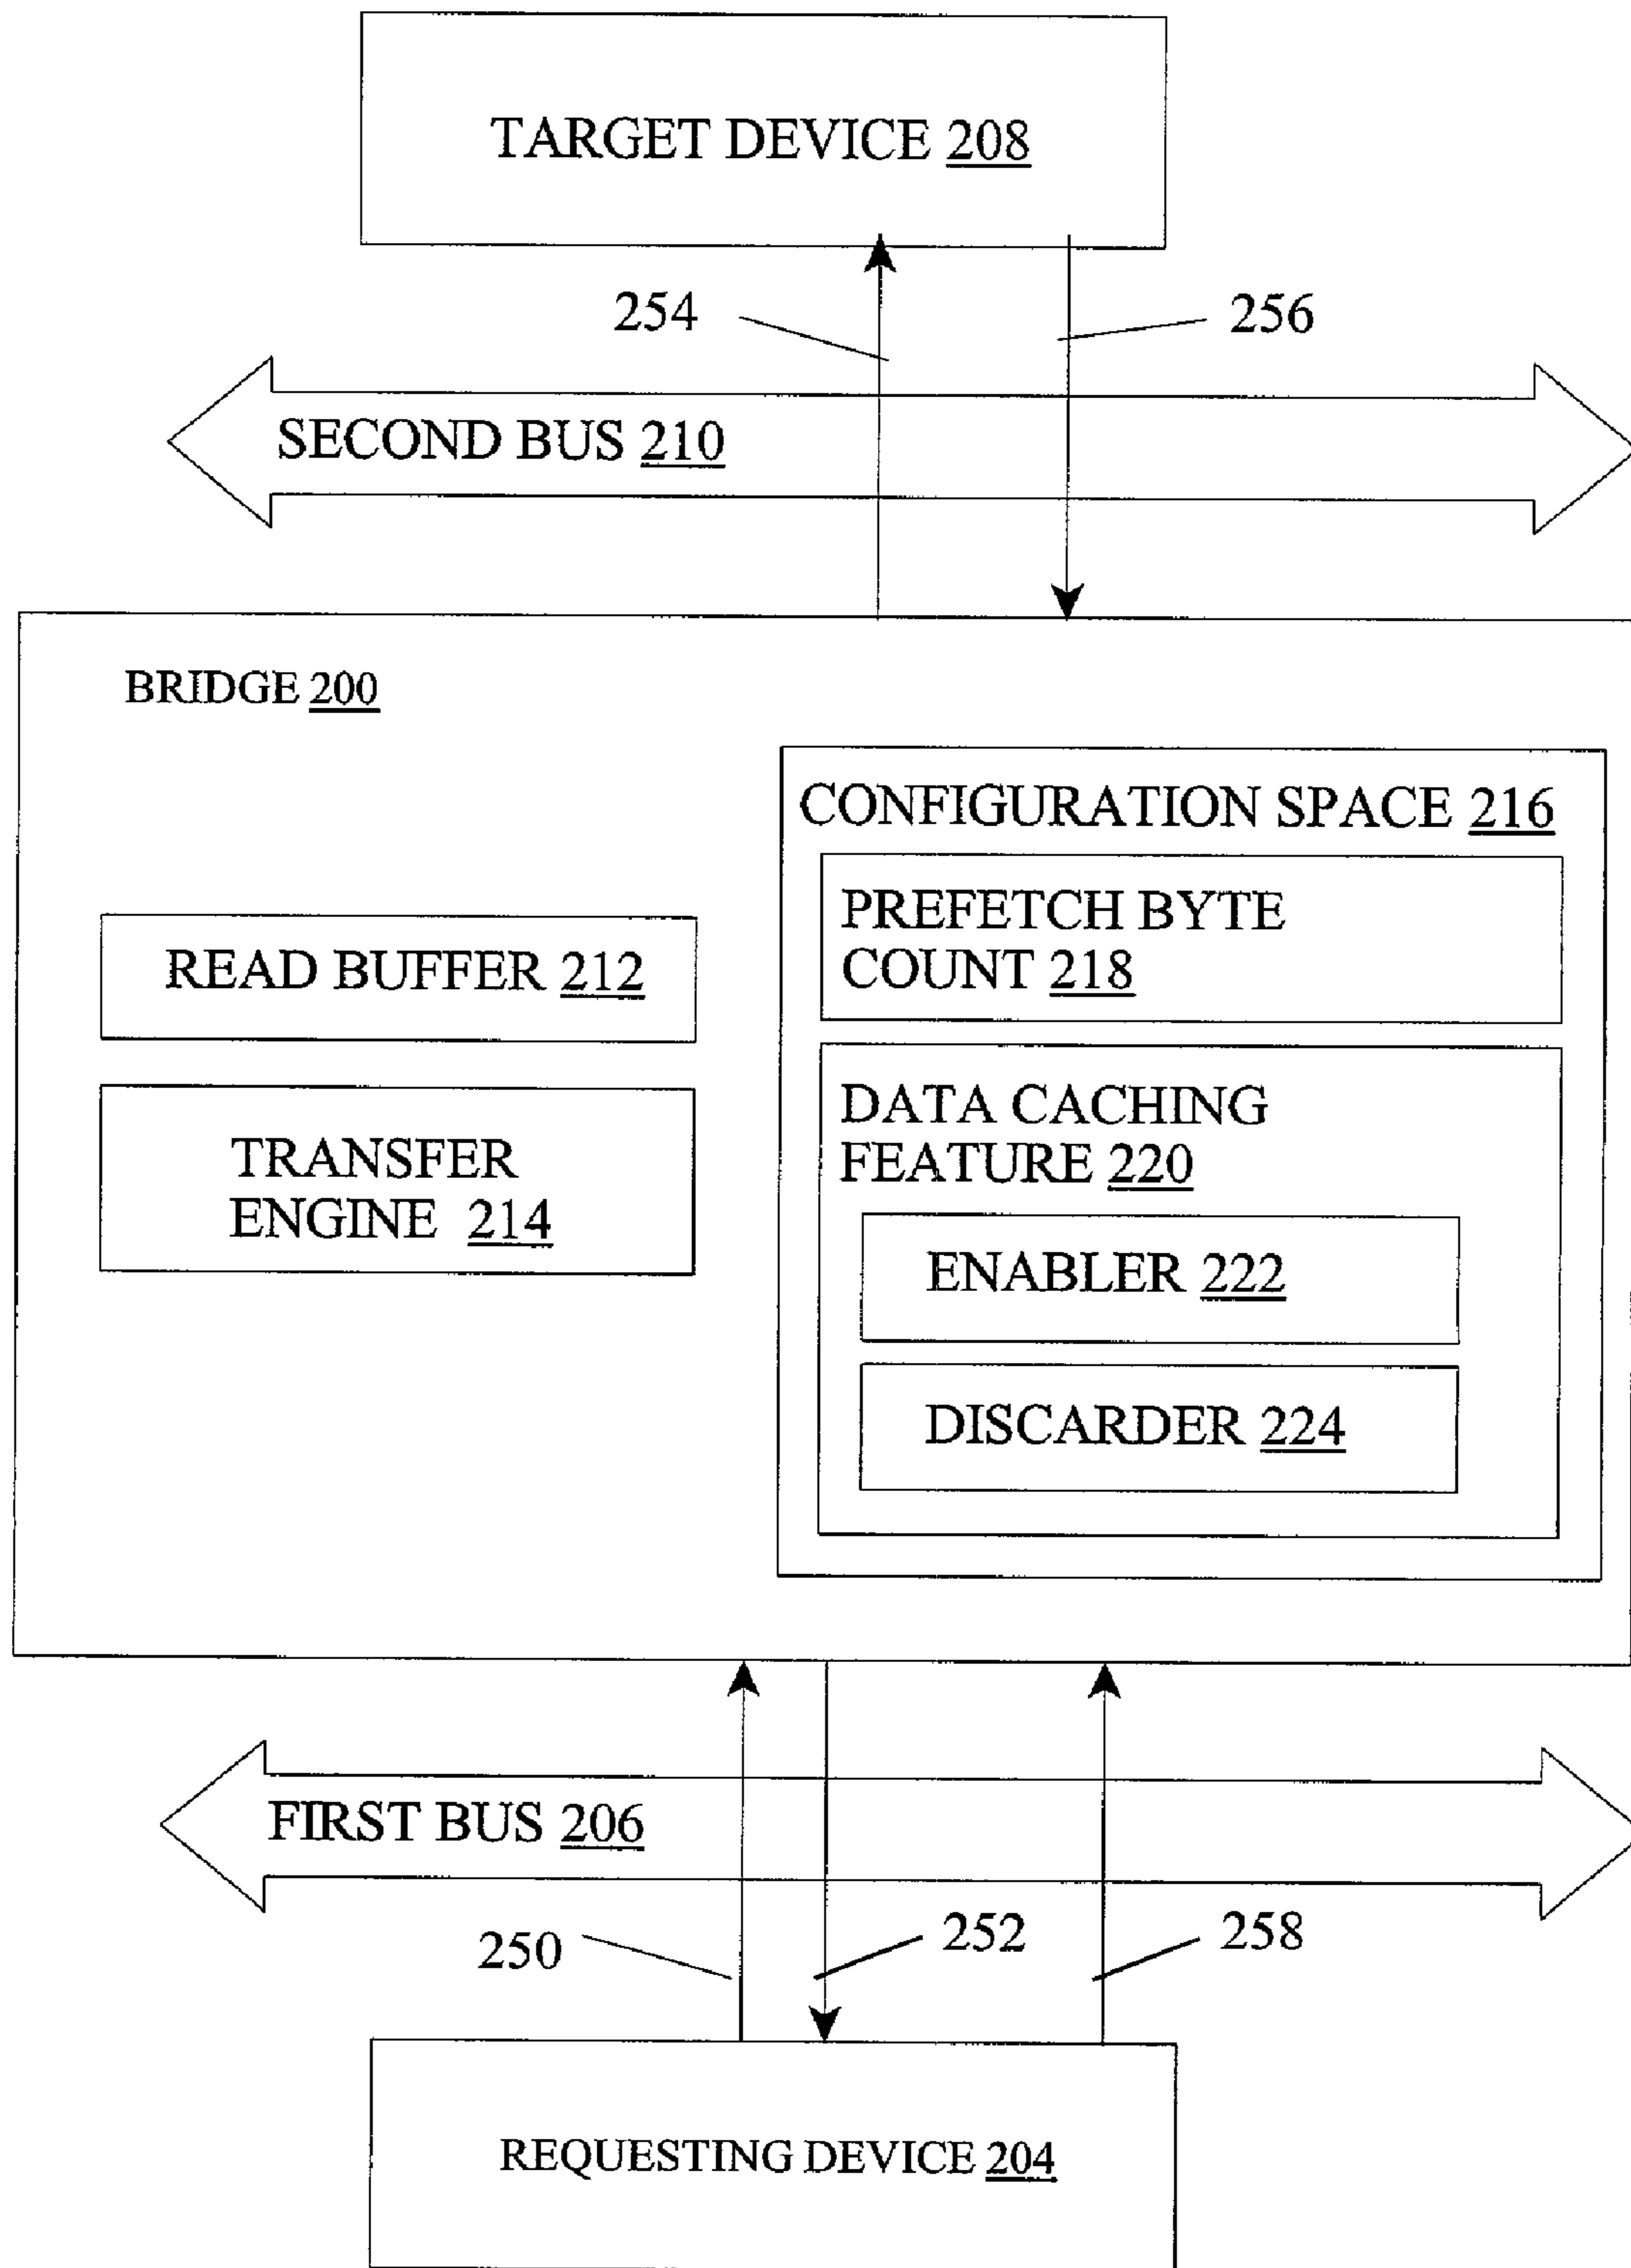 TARGET DEVICE 208
254
256
SECOND BUS 210
BRIDGE 200
CONFIGURATION SPACE 216
PREFETCH BYTE
COUNT 218
READ BUFFER 212
DATA CACHING
FEATURE 220
TRANSFER
ENGINE 214
ENABLER 222
DISCARDER 224
FIRST BUS 206
250
252
258
REQUESTING DEVICE 204